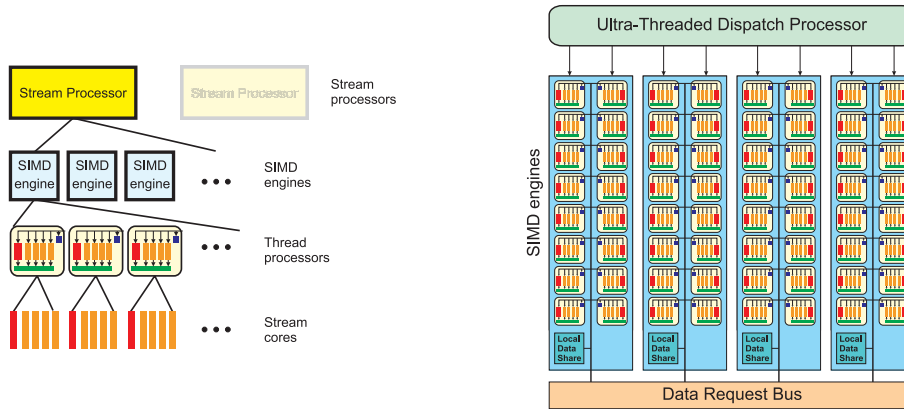 Stream Processor
Stream Processor
Stream
processors
SIMD
engine
SIMD
engine
SIMD
engine
SIMD
engines
Thread
processors
Stream
cores
Ultra-Threaded Dispatch Processor
SIMD engines
Local
Data
Share
Local
Data
Share
Local
Data
Share
Local
Data
Share
Data Request Bus